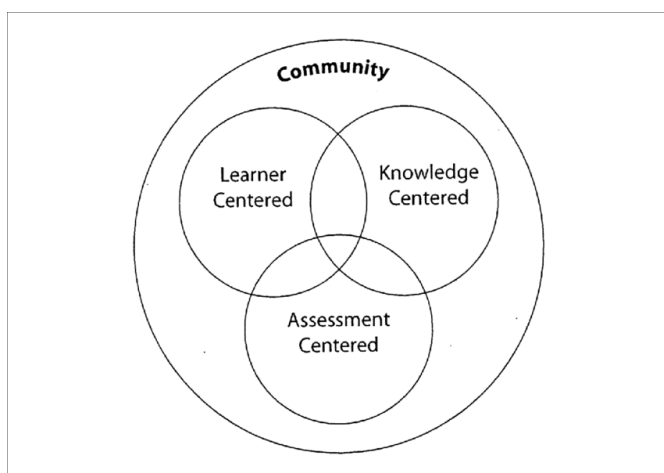 Community
Learner
Centered
Knowledge
Centered
Assessment
Centered